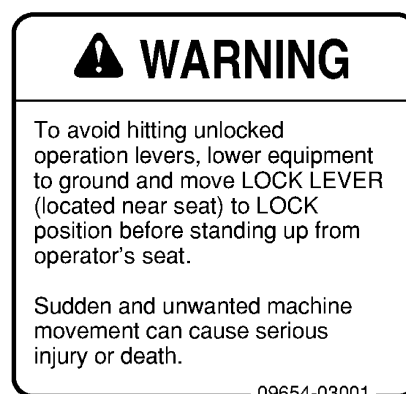 WARNING
To avoid hitting unlocked
operation levers, lower equipment
to ground and move LOCK LEVER
(located near seat) to LOCK
position before standing up from
operator's seat.
Sudden and unwanted machine
movement can cause serious
injury or death.
09654-03001